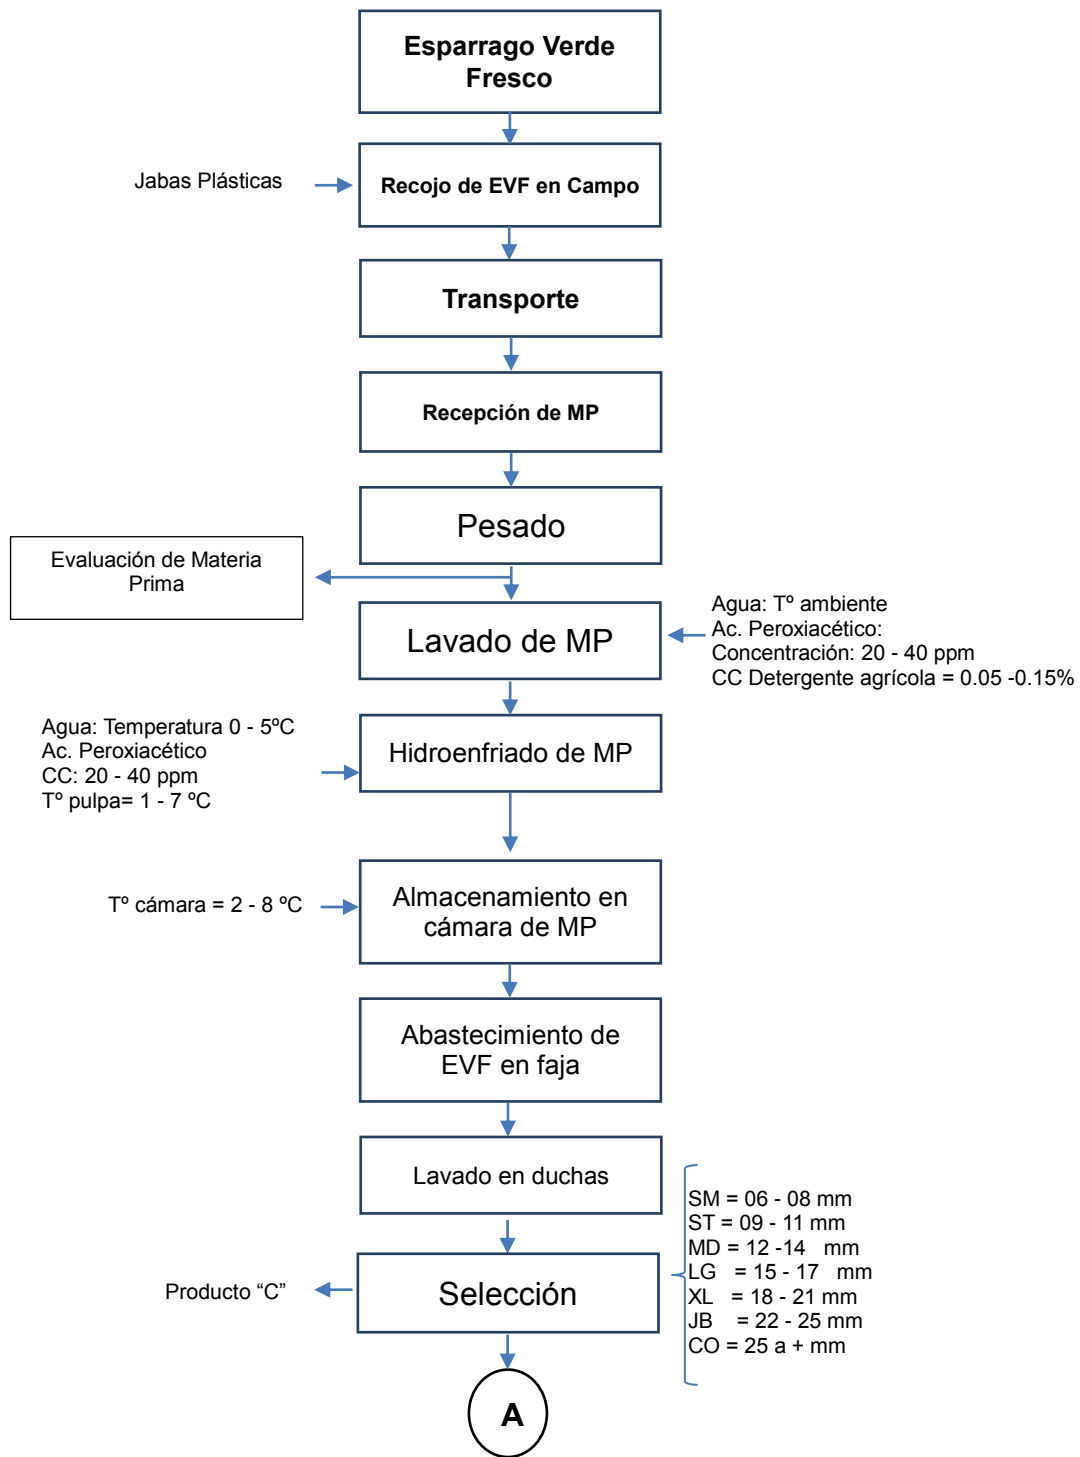 Esparrago Verde
Fresco
Jabas Plásticas
Recojo de EVF en Campo
Transporte
Recepción de MP
Pesado
Evaluación de Materia
Prima
Lavado de MP
Agua: Tº ambiente
Ac. Peroxiacético:
Concentración: 20 - 40 ppm
CC Detergente agrícola = 0.05 -0.15%
Agua: Temperatura 0 - 5ºC
Ac. Peroxiacético
CC: 20 - 40 ppm
Tº pulpa= 1 - 7 ºC
Hidroenfriado de MP
Tº cámara = 2 - 8 ºC
Almacenamiento en
cámara de MP
Abastecimiento de
EVF en faja
Lavado en duchas
SM = 06 - 08 mm
ST = 09 - 11 mm
MD = 12 -14 mm
LG = 15 - 17 mm
XL = 18 - 21 mm
JB = 22 - 25 mm
CO = 25 a + mm
Producto “C”
Selección
A